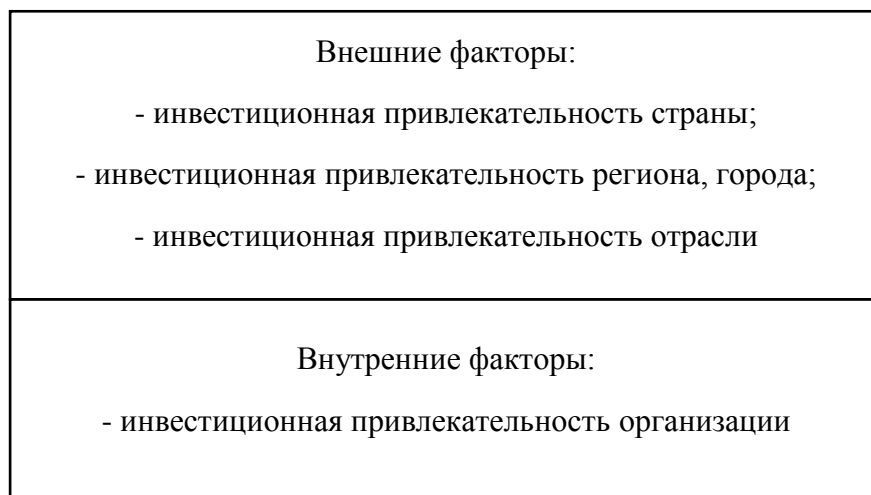 Внешние факторы:
- инвестиционная привлекательность страны;
- инвестиционная привлекательность региона, города;
- инвестиционная привлекательность отрасли
Внутренние факторы:
- инвестиционная привлекательность организации